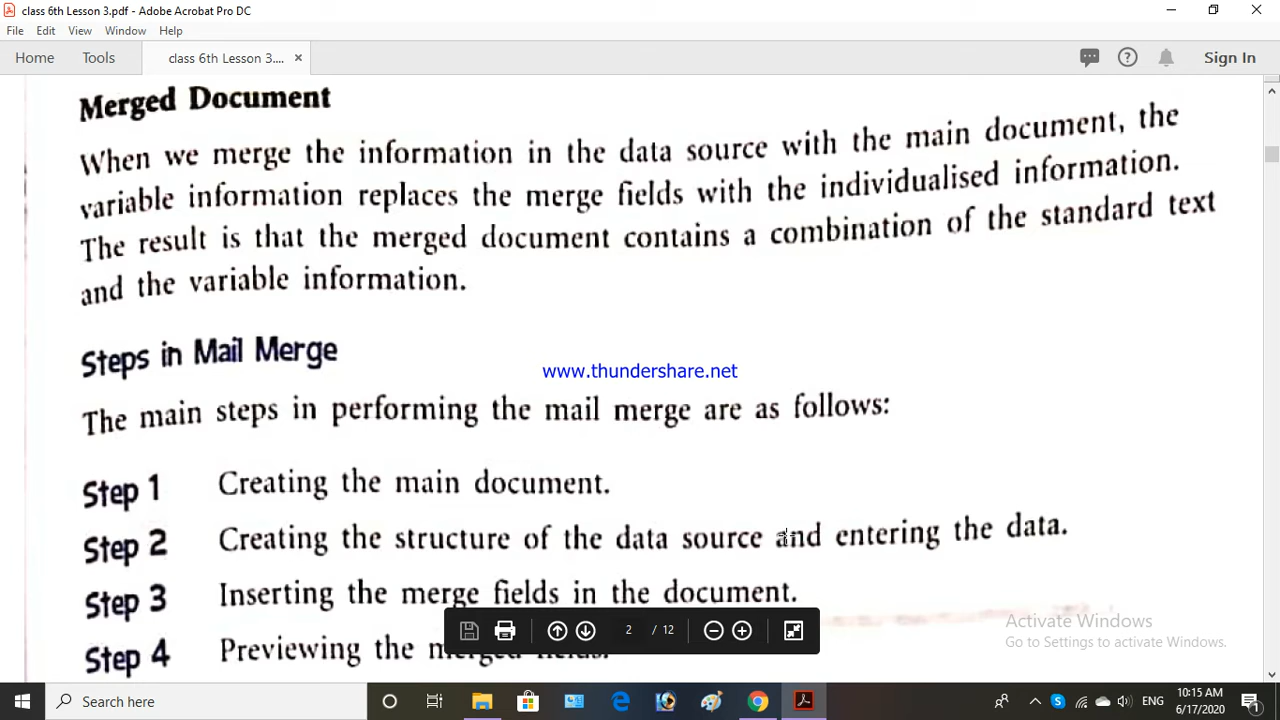 class 6th Lesson 3.pdf - Adobe Acrobat Pro DC
File Edit View Window Help
Home Tools class 6th Lesson 3.... × Sign In
Merged Document
When we merge the information in the data source with the main document, the
variable information replaces the merge fields with the individualised information.
The result is that the merged document contains a combination of the standard text
and the variable information.
Steps in Mail Merge
www.thundershare.net
The main steps in performing the mail merge are as follows:
Step 1 Creating the main document.
Step 2 Creating the structure of the data source and entering the data.
Step 3 Inserting the merge fields in the document.
2 / 12
Activate Windows
Go to Settings to activate Windows.
Step 4 Previewing the merged fields.
Search here
ENG
10:15 AM
6/17/2020
1